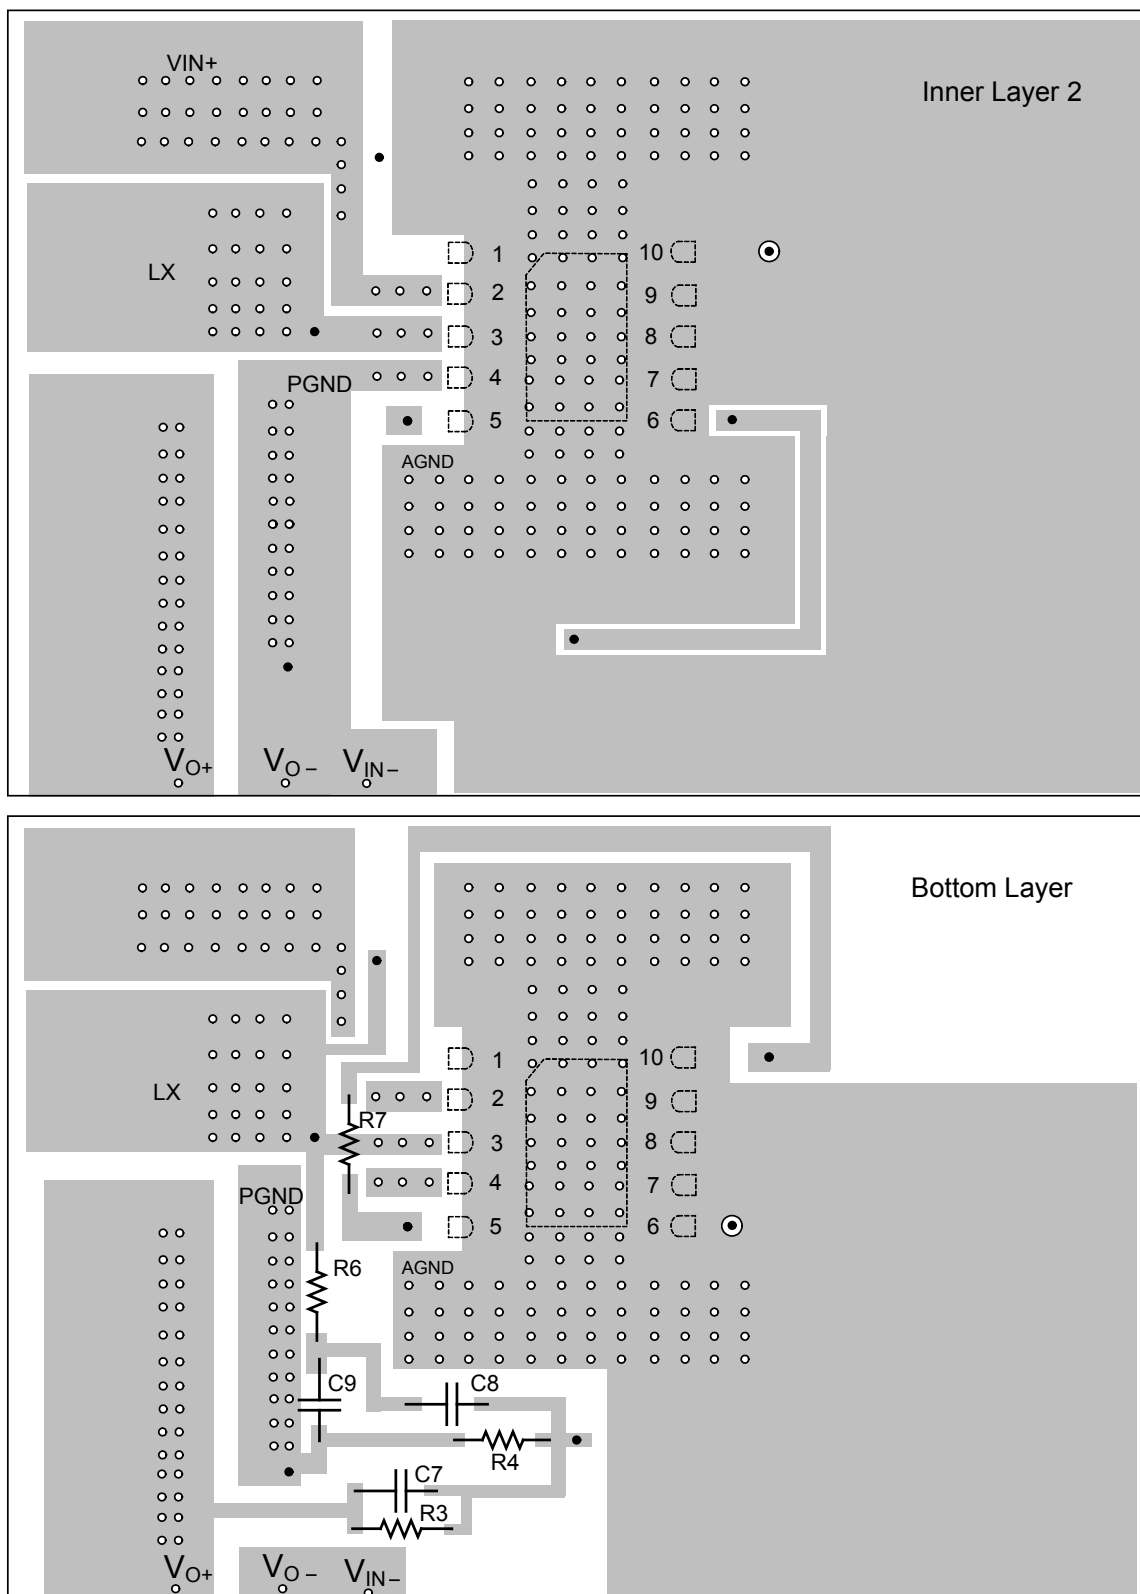 VIN+
Inner Layer 2
1
10
LX
2
9
3
8
PGND
4
7
5
6
AGND
VO+
VO –
VIN–
Bottom Layer
1
10
LX
2
9
R7
3
8
PGND
4
7
5
6
R6
AGND
C9
C8
R4
C7
R3
VO+
VO –
VIN–